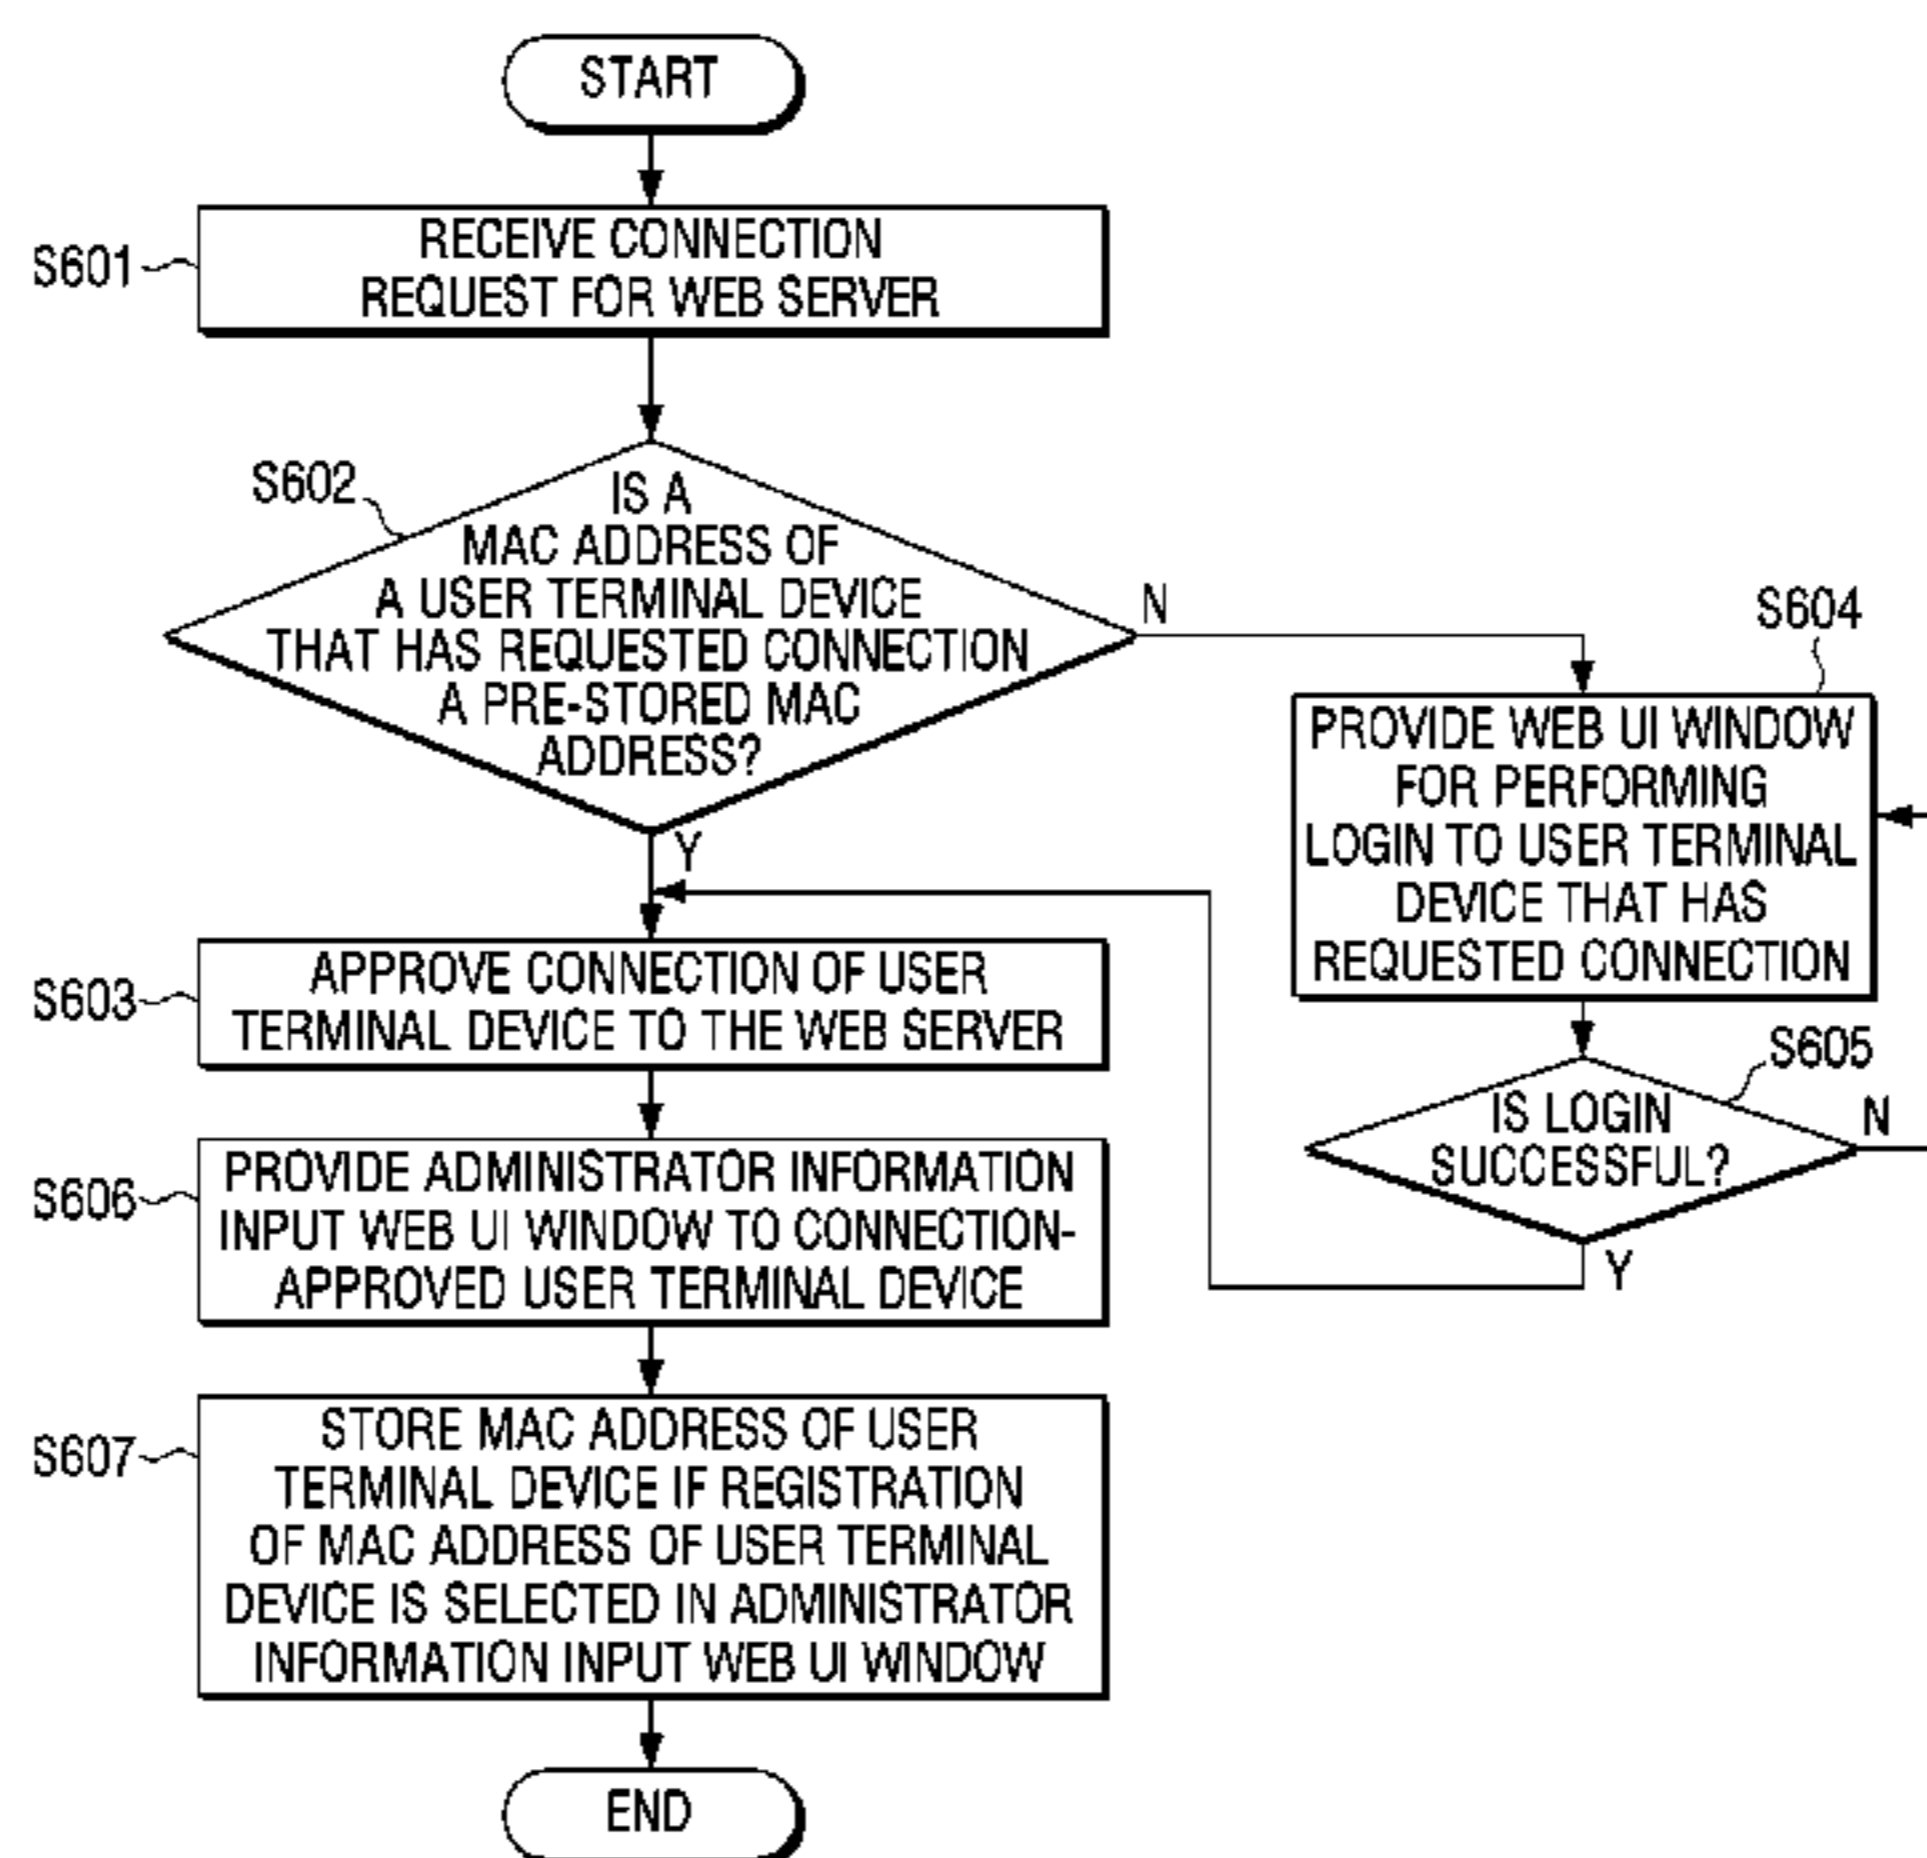 START
S601
RECEIVE CONNECTION
REQUEST FOR WEB SERVER
S602
IS A
MAC ADDRESS OF
A USER TERMINAL DEVICE
THAT HAS REQUESTED CONNECTION
A PRE-STORED MAC
ADDRESS?
N
Y
S604
PROVIDE WEB UI WINDOW
FOR PERFORMING
LOGIN TO USER TERMINAL
DEVICE THAT HAS
REQUESTED CONNECTION
S605
IS LOGIN
SUCCESSFUL?
N
Y
S603
APPROVE CONNECTION OF USER
TERMINAL DEVICE TO THE WEB SERVER
S606
PROVIDE ADMINISTRATOR INFORMATION
INPUT WEB UI WINDOW TO CONNECTION-
APPROVED USER TERMINAL DEVICE
S607
STORE MAC ADDRESS OF USER
TERMINAL DEVICE IF REGISTRATION
OF MAC ADDRESS OF USER TERMINAL
DEVICE IS SELECTED IN ADMINISTRATOR
INFORMATION INPUT WEB UI WINDOW
END